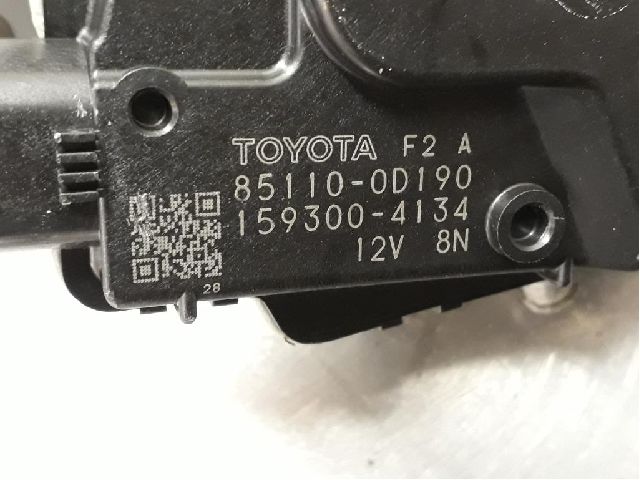 TOYOTA F2 A
85110-0D190
159300-4134
12V 8N
28